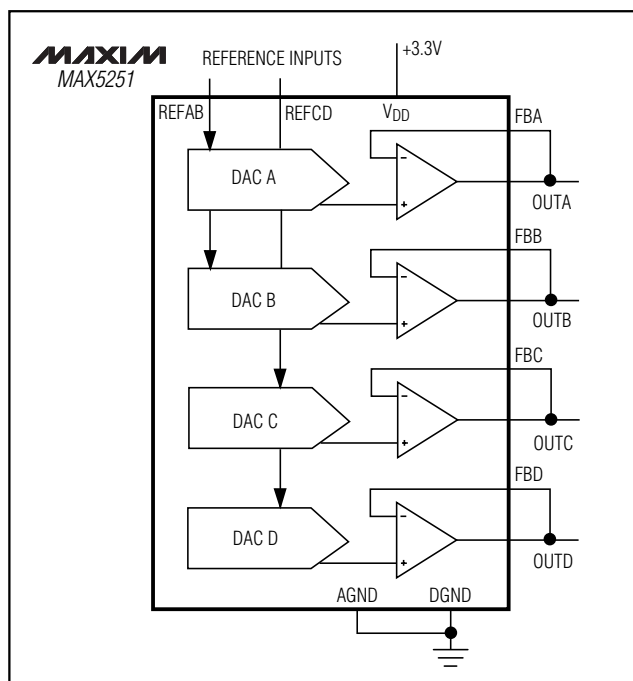 MAXIM
MAX5251
REFERENCE INPUTS
+3.3V
REFAB
REFCD
VDD
FBA
DAC A
−
+
OUTA
FBB
DAC B
−
+
OUTB
FBC
DAC C
−
+
OUTC
FBD
DAC D
−
+
OUTD
AGND
DGND